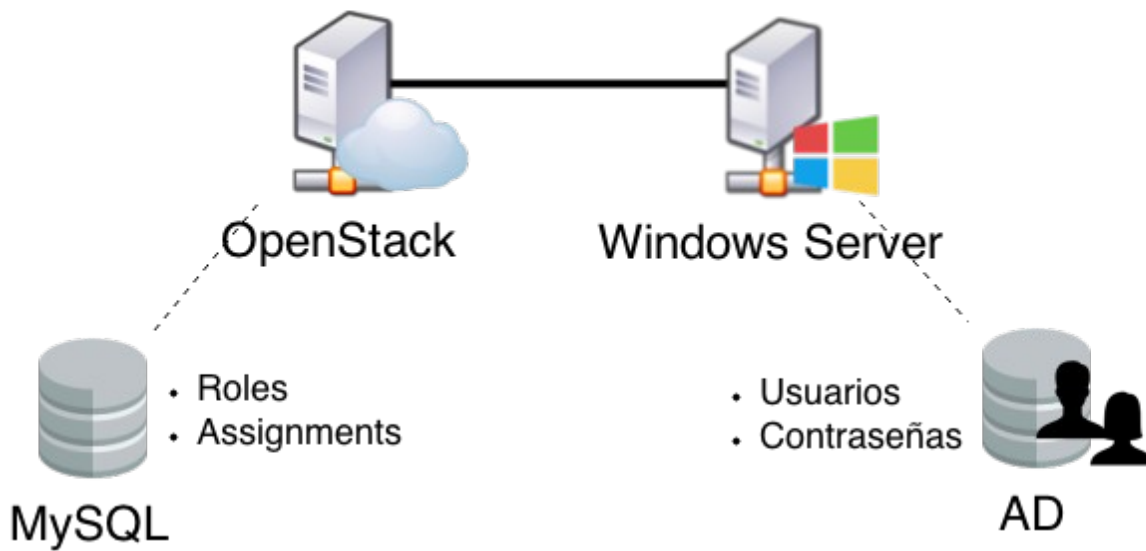 OpenStack
Windows Server
• Roles
• Assignments
• Usuarios
• Contraseñas
MySQL
AD